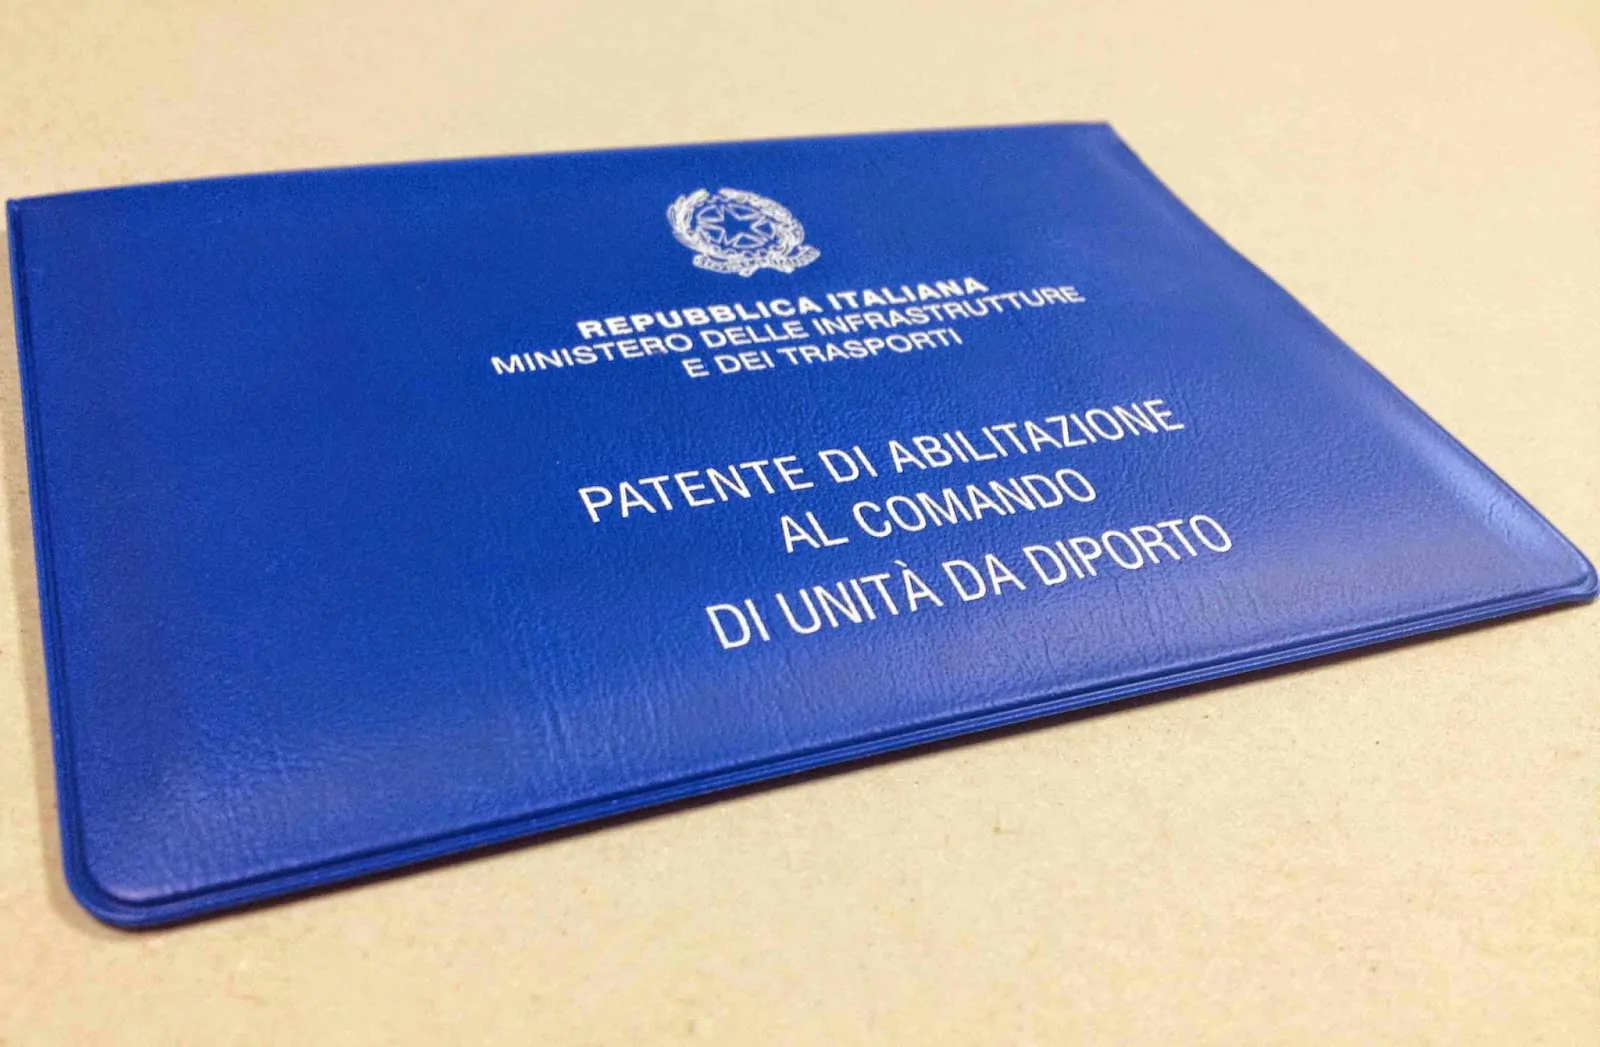 REPUBBLICA ITALIANA
MINISTERO DELLE INFRASTRUTTURE
E DEI TRASPORTI
PATENTE DI ABILITAZIONE
AL COMANDO
DI UNITÀ DA DIPORTO